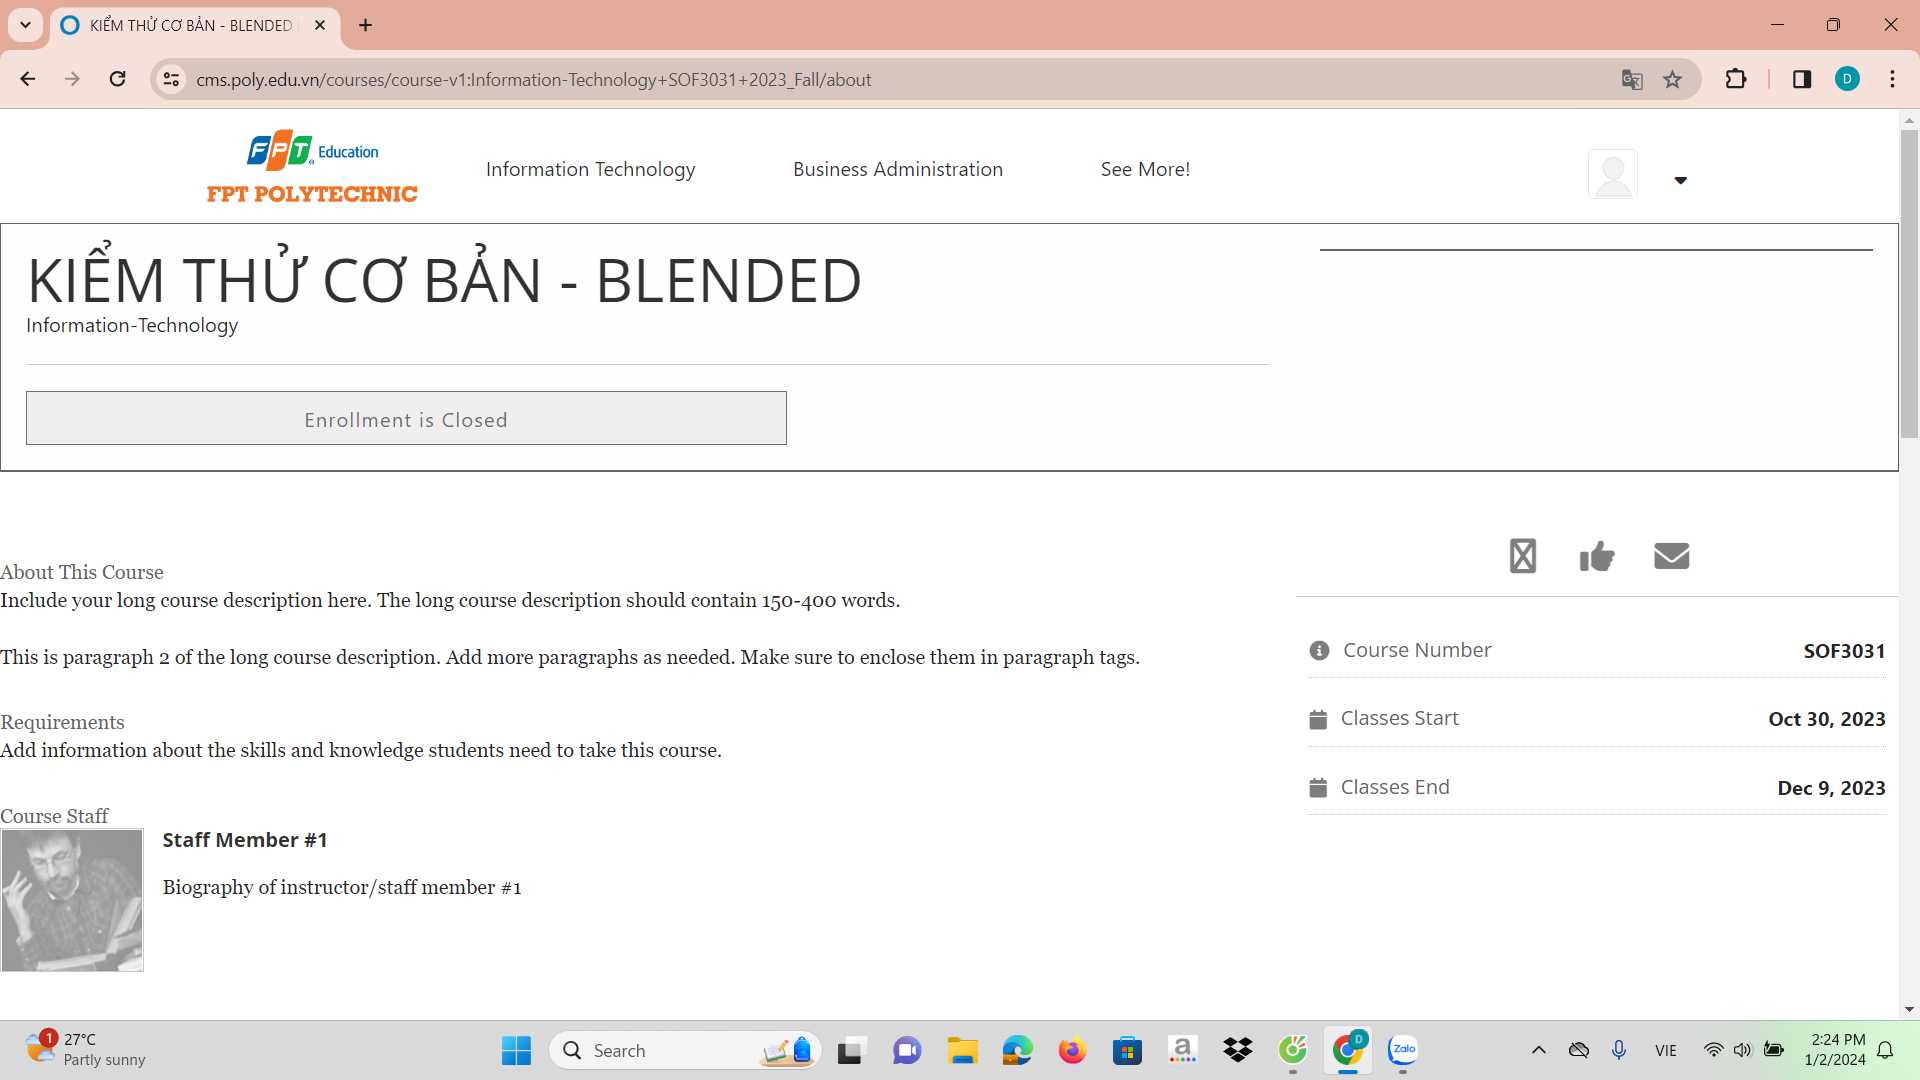 KIỂM THỬ CƠ BẢN - BLENDED
cms.poly.edu.vn/courses/course-v1:Information-Technology+SOF3031+2023_Fall/about
D
FPT Education
FPT POLYTECHNIC
Information Technology
Business Administration
See More!
KIỂM THỬ CƠ BẢN - BLENDED
Information-Technology
Enrollment is Closed
About This Course
Include your long course description here. The long course description should contain 150-400 words.
This is paragraph 2 of the long course description. Add more paragraphs as needed. Make sure to enclose them in paragraph tags.
Requirements
Add information about the skills and knowledge students need to take this course.
Course Staff
Staff Member #1
Biography of instructor/staff member #1
Course Number SOF3031
Classes Start Oct 30, 2023
Classes End Dec 9, 2023
1
27°C
Partly sunny
Search
a
D
Zalo
VIE
2:24 PM
1/2/2024